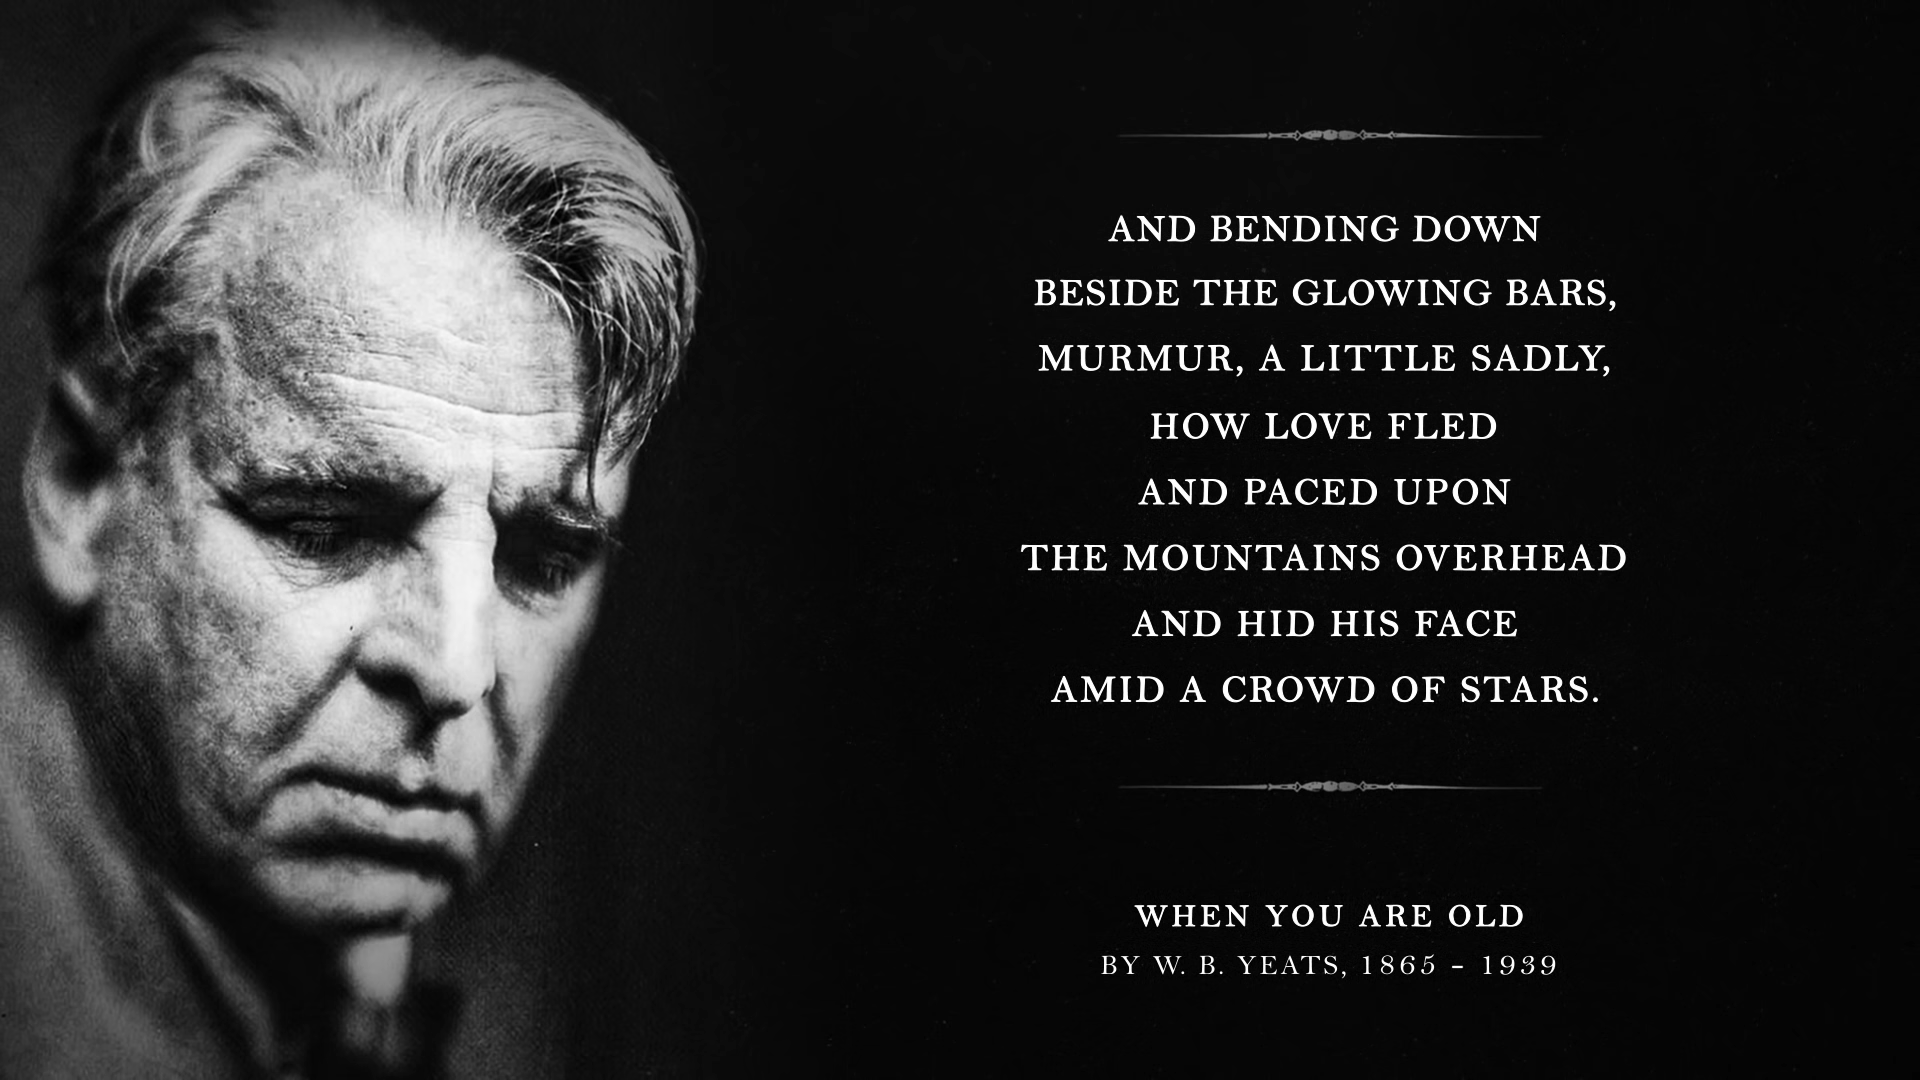 AND BENDING DOWN
BESIDE THE GLOWING BARS,
MURMUR, A LITTLE SADLY,
HOW LOVE FLED
AND PACED UPON
THE MOUNTAINS OVERHEAD
AND HID HIS FACE
AMID A CROWD OF STARS.
WHEN YOU ARE OLD
BY W. B. YEATS, 1865 – 1939